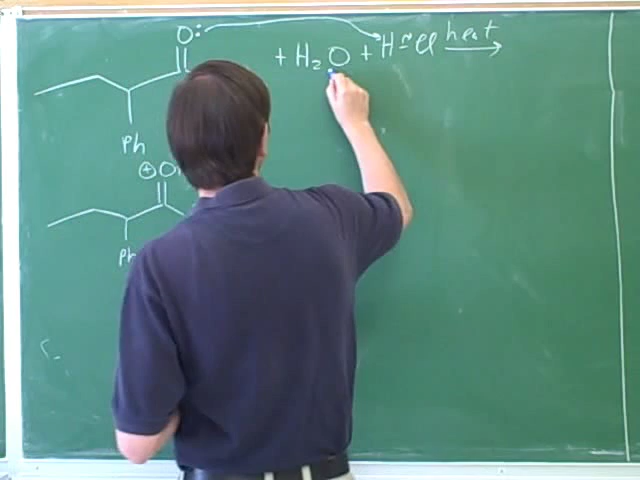 O: + H₂O + H-Cl heat
Ph
⊕ O
Ph